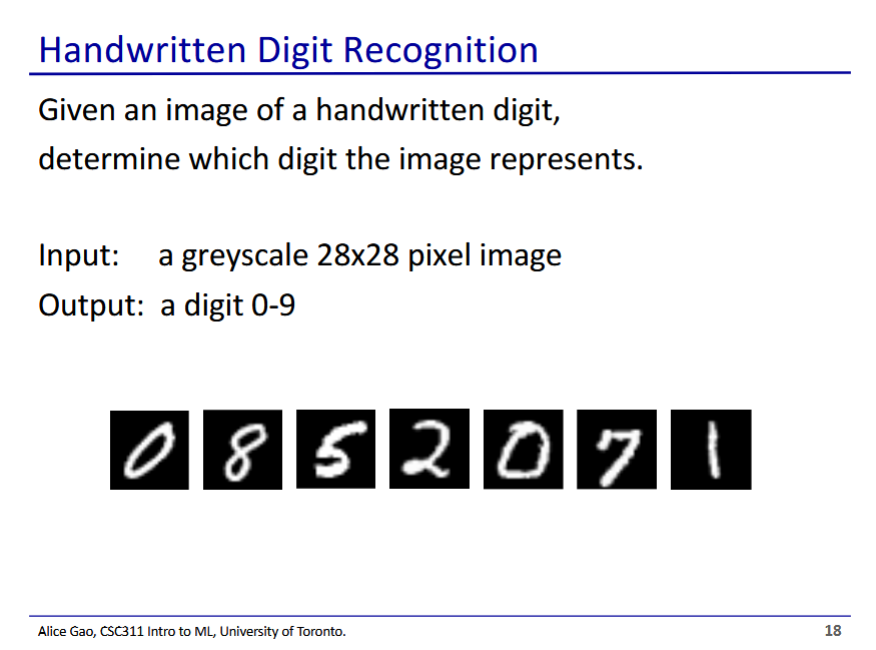 Handwritten Digit Recognition
Given an image of a handwritten digit,
determine which digit the image represents.
Input: a greyscale 28x28 pixel image
Output: a digit 0-9
0 8 5 2 0 7 1
Alice Gao, CSC311 Intro to ML, University of Toronto. 18